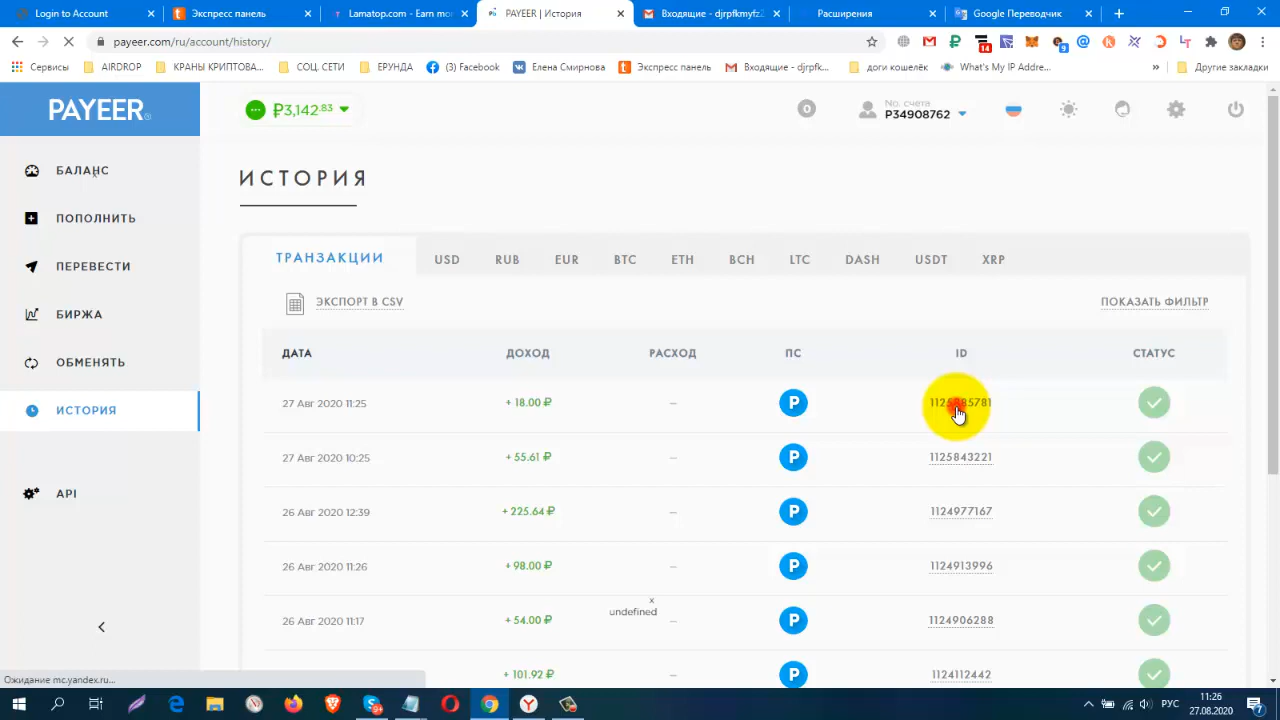 Login to Account
Экспресс панель
Lamatop.com - Earn mo
PAYEER | История
Входящие - djrpfkmyfz
Расширения
Google Переводчик
payeer.com/ru/account/history/
14
9
Сервисы
AIRDROP
КРАНЫ КРИПТОВА...
СОЦ. СЕТИ
ЕРУНДА
(3) Facebook
Елена Смирнова
Экспресс панель
Входящие - djrpfk...
доги кошелёк
What's My IP Addre...
»
Другие закладки
PAYEER
₽3,142.83
0
No. счета
P34908762
БАЛАНС
ПОПОЛНИТЬ
ПЕРЕВЕСТИ
БИРЖА
ОБМЕНЯТЬ
ИСТОРИЯ
API
ИСТОРИЯ
ТРАНЗАКЦИИ USD RUB EUR BTC ETH BCH LTC DASH USDT XRP
ЭКСПОРТ В CSV
ПОКАЗАТЬ ФИЛЬТР
ДАТА ДОХОД РАСХОД ПС ID СТАТУС
27 Авг 2020 11:25 + 18.00 ₽ –
27 Авг 2020 10:25 + 55.61 ₽ – P 1125843221
26 Авг 2020 12:39 + 225.64 ₽ – P 1124977167
26 Авг 2020 11:26 + 98.00 ₽ – P 1124913996
x
undefined
26 Авг 2020 11:17 + 54.00 ₽ – P 1124906288
+ 101.92 ₽ – P 1124112442
Ожидание mc.yandex.ru...
РУС
11:26
27.08.2020